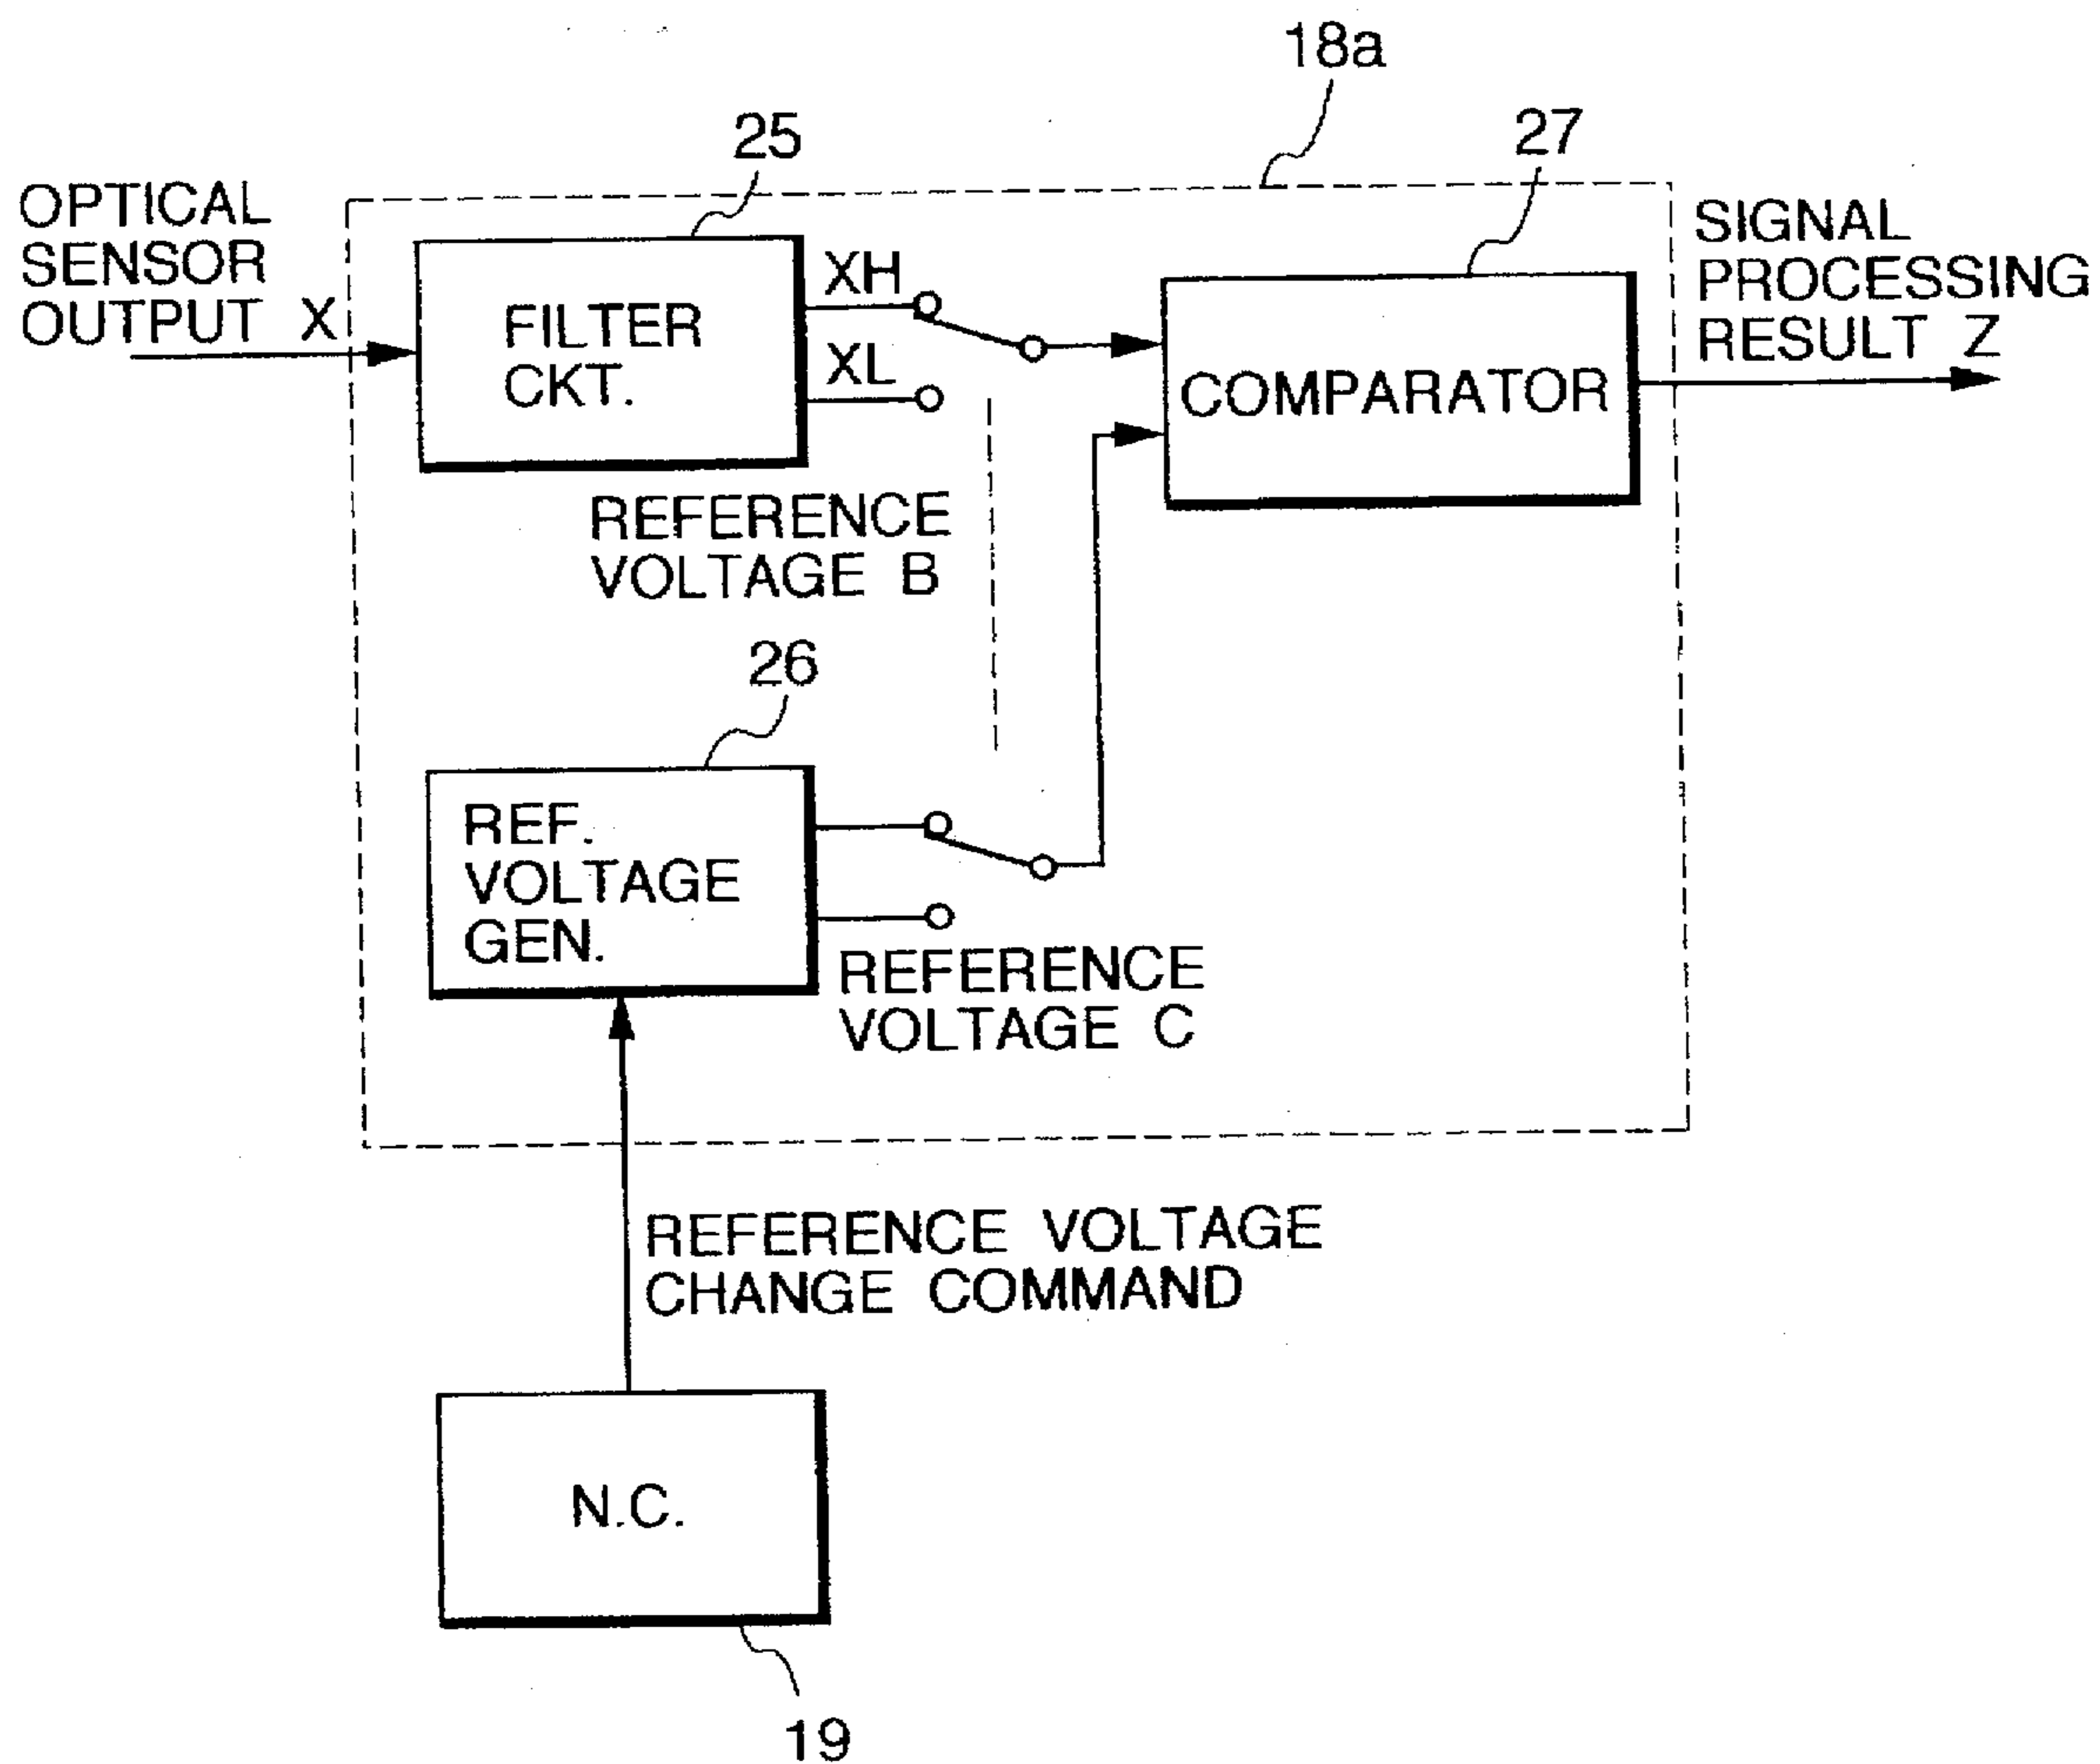 18a
25
27
OPTICAL
SENSOR
OUTPUT X
SIGNAL
PROCESSING
RESULT Z
FILTER
CKT.
XH
XL
COMPARATOR
REFERENCE
VOLTAGE B
26
REF.
VOLTAGE
GEN.
REFERENCE
VOLTAGE C
REFERENCE VOLTAGE
CHANGE COMMAND
N.C.
19